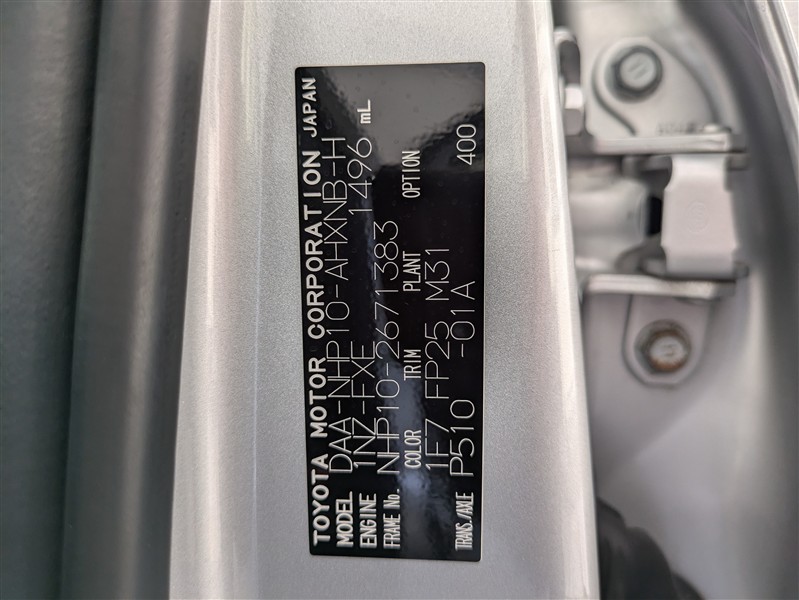 TOYOTA MOTOR CORPORATION JAPAN
MODEL DAA-NHP10-AHXNB-H
ENGINE 1NZ-FXE 1496 mL
FRAME No. NHP10-2671383
COLOR TRIM PLANT OPTION
1F7 FP25 M31 400
TRANS./AXLE P510 -01A